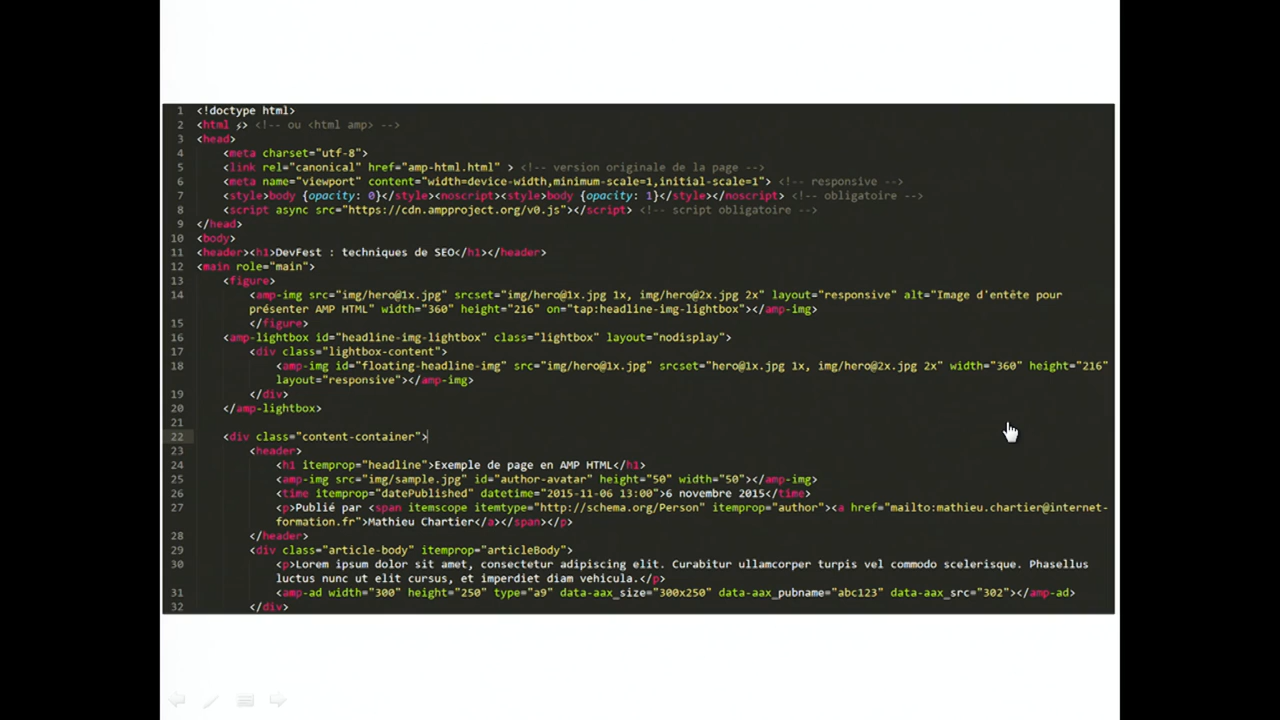 1 <!doctype html>
2 <html ⚡> <!-- ou <html amp> -->
3 <head>
4 <meta charset="utf-8">
5 <link rel="canonical" href="amp-html.html" > <!-- version originale de la page -->
6 <meta name="viewport" content="width=device-width,minimum-scale=1,initial-scale=1"> <!-- responsive -->
7 <style>body {opacity: 0}</style><noscript><style>body {opacity: 1}</style></noscript> <!-- obligatoire -->
8 <script async src="https://cdn.ampproject.org/v0.js"></script> <!-- script obligatoire -->
9 </head>
10 <body>
11 <header><h1>DevFest : techniques de SEO</h1></header>
12 <main role="main">
13 <figure>
14 <amp-img src="img/hero@1x.jpg" srcset="img/hero@1x.jpg 1x, img/hero@2x.jpg 2x" layout="responsive" alt="Image d'entête pour
présenter AMP HTML" width="360" height="216" on="tap:headline-img-lightbox"></amp-img>
15 </figure>
16 <amp-lightbox id="headline-img-lightbox" class="lightbox" layout="nodisplay">
17 <div class="lightbox-content">
18 <amp-img id="floating-headline-img" src="img/hero@1x.jpg" srcset="hero@1x.jpg 1x, img/hero@2x.jpg 2x" width="360" height="216"
layout="responsive"></amp-img>
19 </div>
20 </amp-lightbox>
21
22 <div class="content-container">
23 <header>
24 <h1 itemprop="headline">Exemple de page en AMP HTML</h1>
25 <amp-img src="img/sample.jpg" id="author-avatar" height="50" width="50"></amp-img>
26 <time itemprop="datePublished" datetime="2015-11-06 13:00">6 novembre 2015</time>
27 <p>Publié par <span itemscope itemtype="http://schema.org/Person" itemprop="author"><a href="mailto:mathieu.chartier@internet-
formation.fr">Mathieu Chartier</a></span></p>
28 </header>
29 <div class="article-body" itemprop="articleBody">
30 <p>Lorem ipsum dolor sit amet, consectetur adipiscing elit. Curabitur ullamcorper turpis vel commodo scelerisque. Phasellus
luctus nunc ut elit cursus, et imperdiet diam vehicula.</p>
31 <amp-ad width="300" height="250" type="a9" data-aax_size="300x250" data-aax_pubname="abc123" data-aax_src="302"></amp-ad>
32 </div>